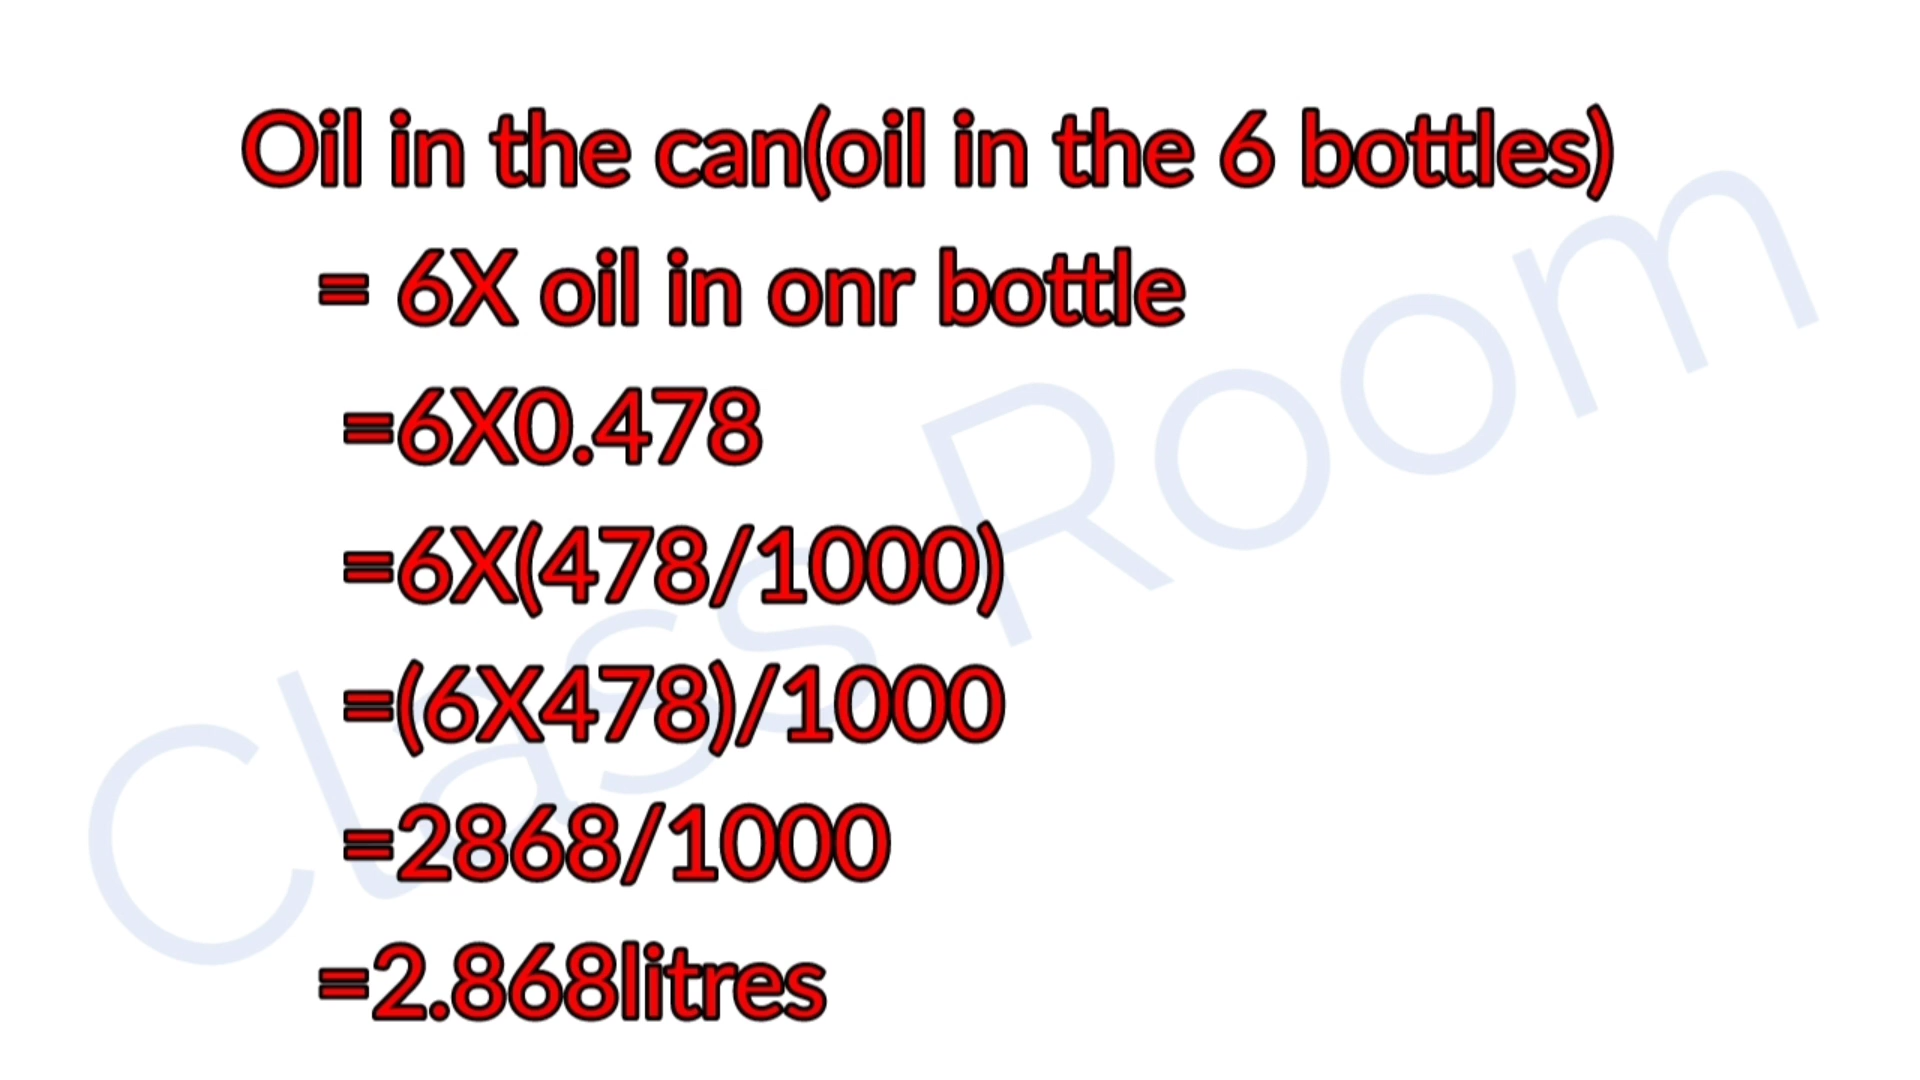 Oil in the can(oil in the 6 bottles)
= 6X oil in onr bottle
=6X0.478
=6X(478/1000)
=(6X478)/1000
=2868/1000
=2.868litres
Class Room